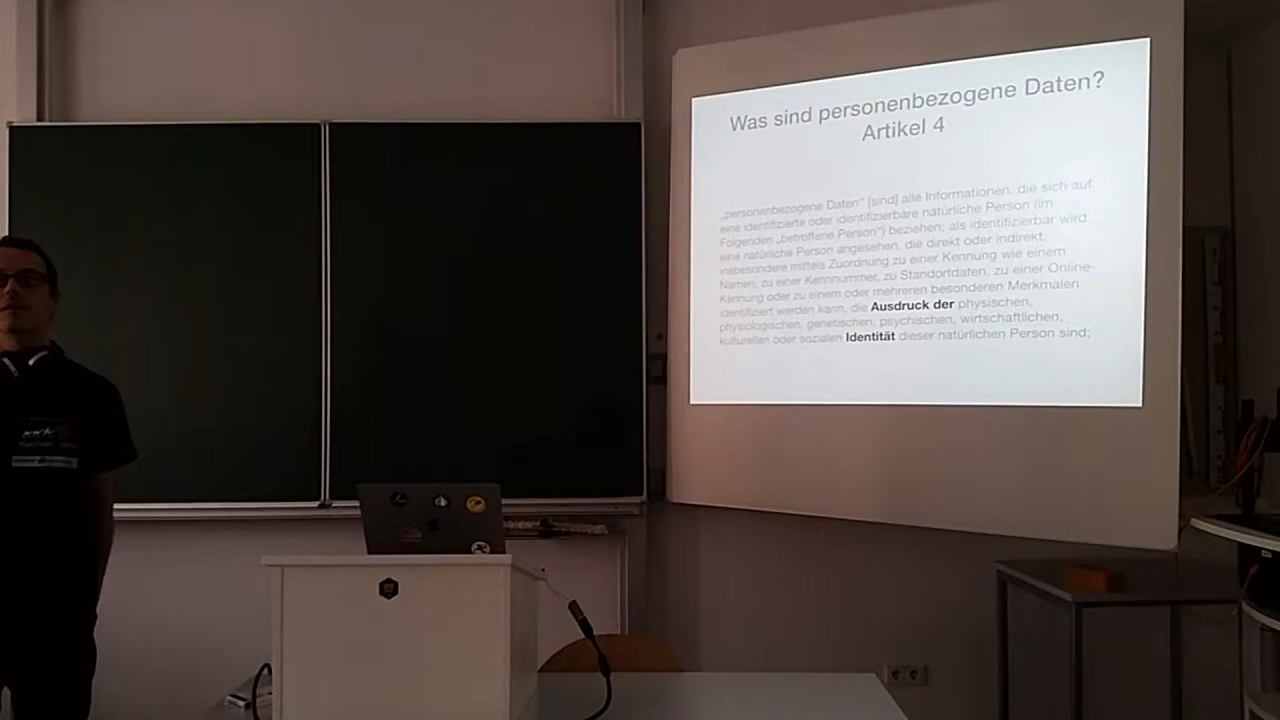 Was sind personenbezogene Daten?
Artikel 4
„personenbezogene Daten“ [sind] alle Informationen, die sich auf
eine identifizierte oder identifizierbare natürliche Person (im
Folgenden „betroffene Person“) beziehen; als identifizierbar wird
eine natürliche Person angesehen, die direkt oder indirekt,
insbesondere mittels Zuordnung zu einer Kennung wie einem
Namen, zu einer Kennnummer, zu Standortdaten, zu einer Online-
Kennung oder zu einem oder mehreren besonderen Merkmalen
identifiziert werden kann, die Ausdruck der physischen,
physiologischen, genetischen, psychischen, wirtschaftlichen,
kulturellen oder sozialen Identität dieser natürlichen Person sind;